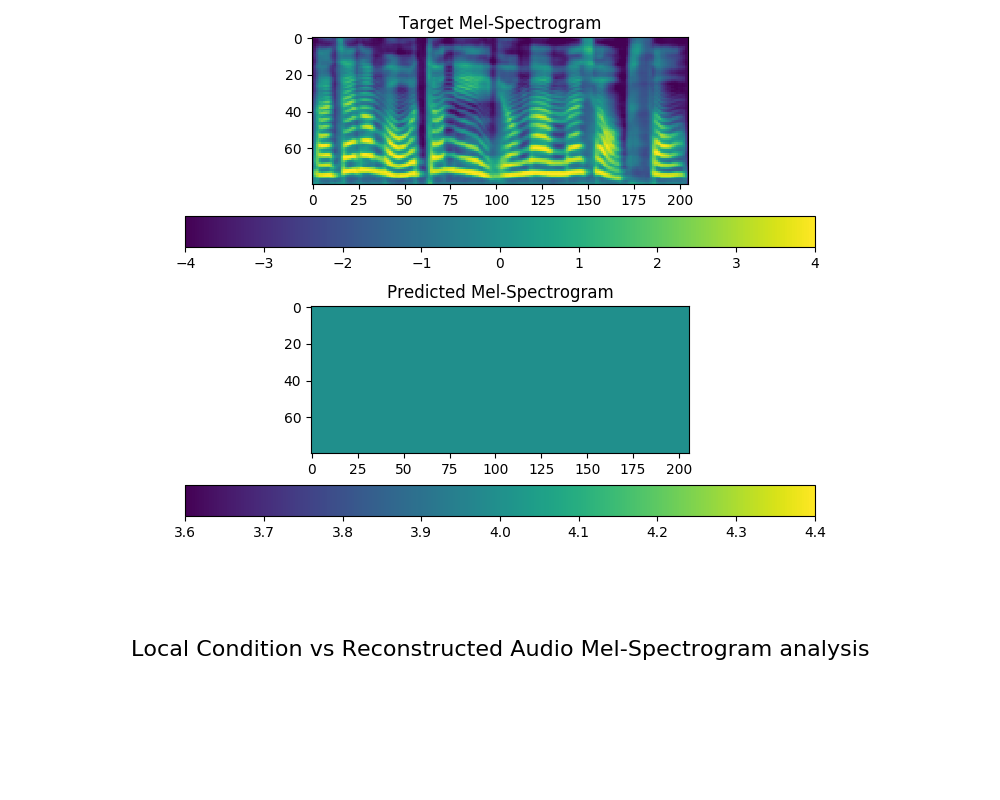 Target Mel-Spectrogram
0
20
40
60
0 25 50 75 100 125 150 175 200
−4 −3 −2 −1 0 1 2 3 4
Predicted Mel-Spectrogram
0
20
40
60
0 25 50 75 100 125 150 175 200
3.6 3.7 3.8 3.9 4.0 4.1 4.2 4.3 4.4
Local Condition vs Reconstructed Audio Mel-Spectrogram analysis